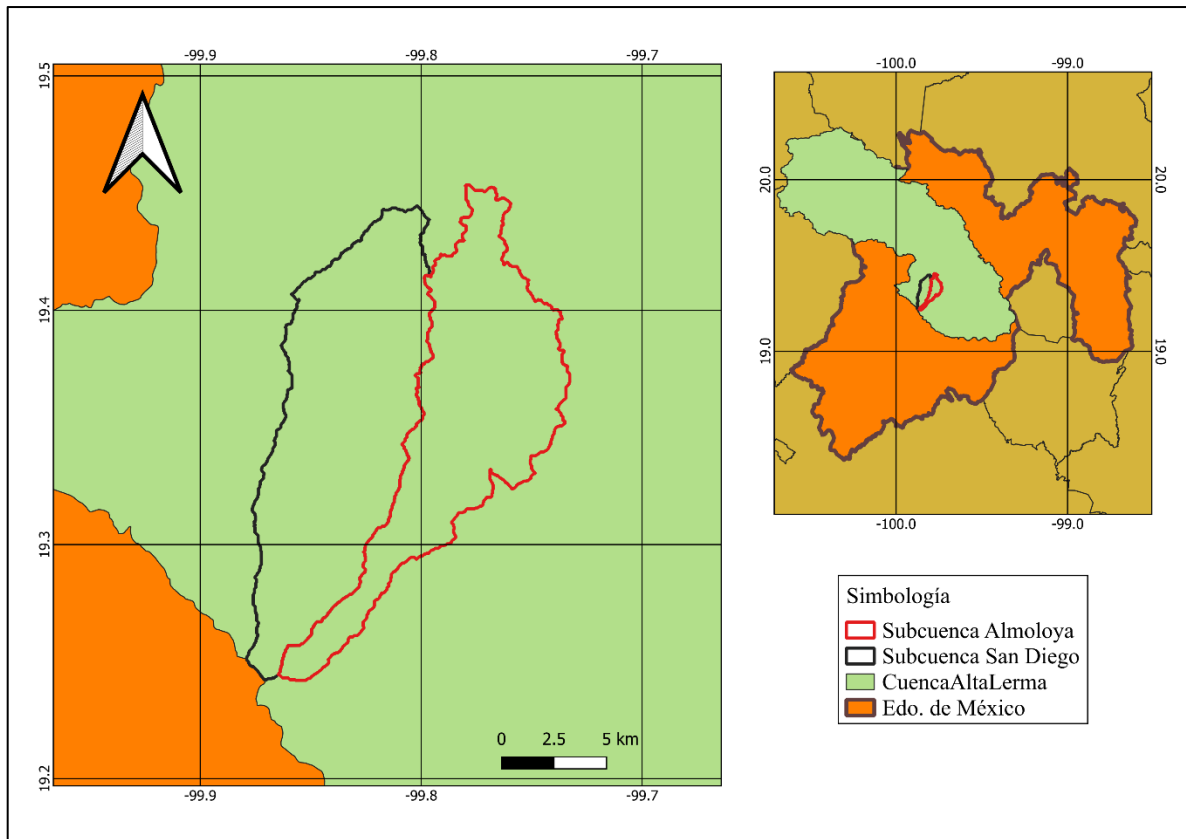 -99.9 -99.8 -99.7
19.5
19.4
19.3
19.2
0 2.5 5 km
-99.9 -99.8 -99.7
-100.0 -99.0
20.0 20.0
19.0 19.0
-100.0 -99.0
Simbología
Subcuenca Almoloya
Subcuenca San Diego
CuencaAltaLerma
Edo. de México